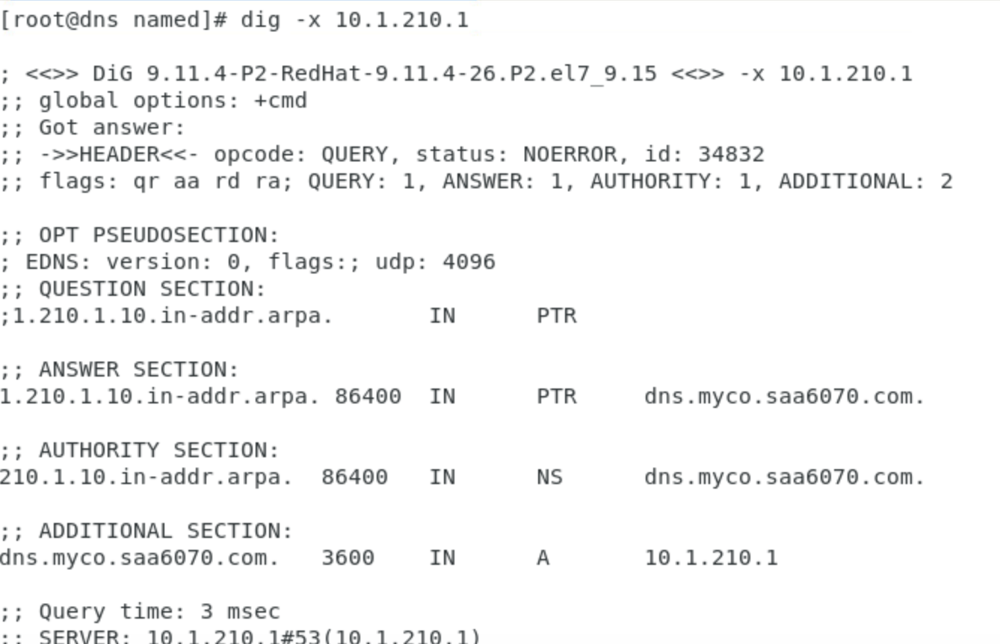 [root@dns named]# dig -x 10.1.210.1
; <<>> DiG 9.11.4-P2-RedHat-9.11.4-26.P2.el7_9.15 <<>> -x 10.1.210.1
;; global options: +cmd
;; Got answer:
;; ->>HEADER<<- opcode: QUERY, status: NOERROR, id: 34832
;; flags: qr aa rd ra; QUERY: 1, ANSWER: 1, AUTHORITY: 1, ADDITIONAL: 2
;; OPT PSEUDOSECTION:
; EDNS: version: 0, flags:; udp: 4096
;; QUESTION SECTION:
;1.210.1.10.in-addr.arpa. IN PTR
;; ANSWER SECTION:
1.210.1.10.in-addr.arpa. 86400 IN PTR dns.myco.saa6070.com.
;; AUTHORITY SECTION:
210.1.10.in-addr.arpa. 86400 IN NS dns.myco.saa6070.com.
;; ADDITIONAL SECTION:
dns.myco.saa6070.com. 3600 IN A 10.1.210.1
;; Query time: 3 msec
;; SERVER: 10.1.210.1#53(10.1.210.1)